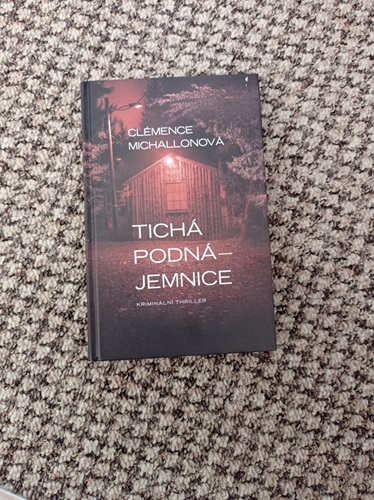 CLÉMENCE
MICHALLONOVÁ
TICHÁ
PODNÁ—
JEMNICE
KRIMINÁLNÍ THRILLER